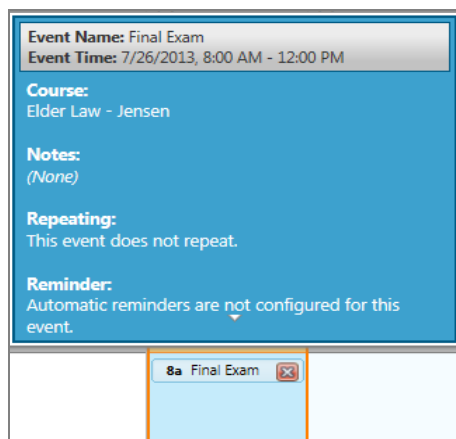 Event Name: Final Exam
Event Time: 7/26/2013, 8:00 AM - 12:00 PM
Course:
Elder Law - Jensen
Notes:
(None)
Repeating:
This event does not repeat.
Reminder:
Automatic reminders are not configured for this
event.
8a Final Exam